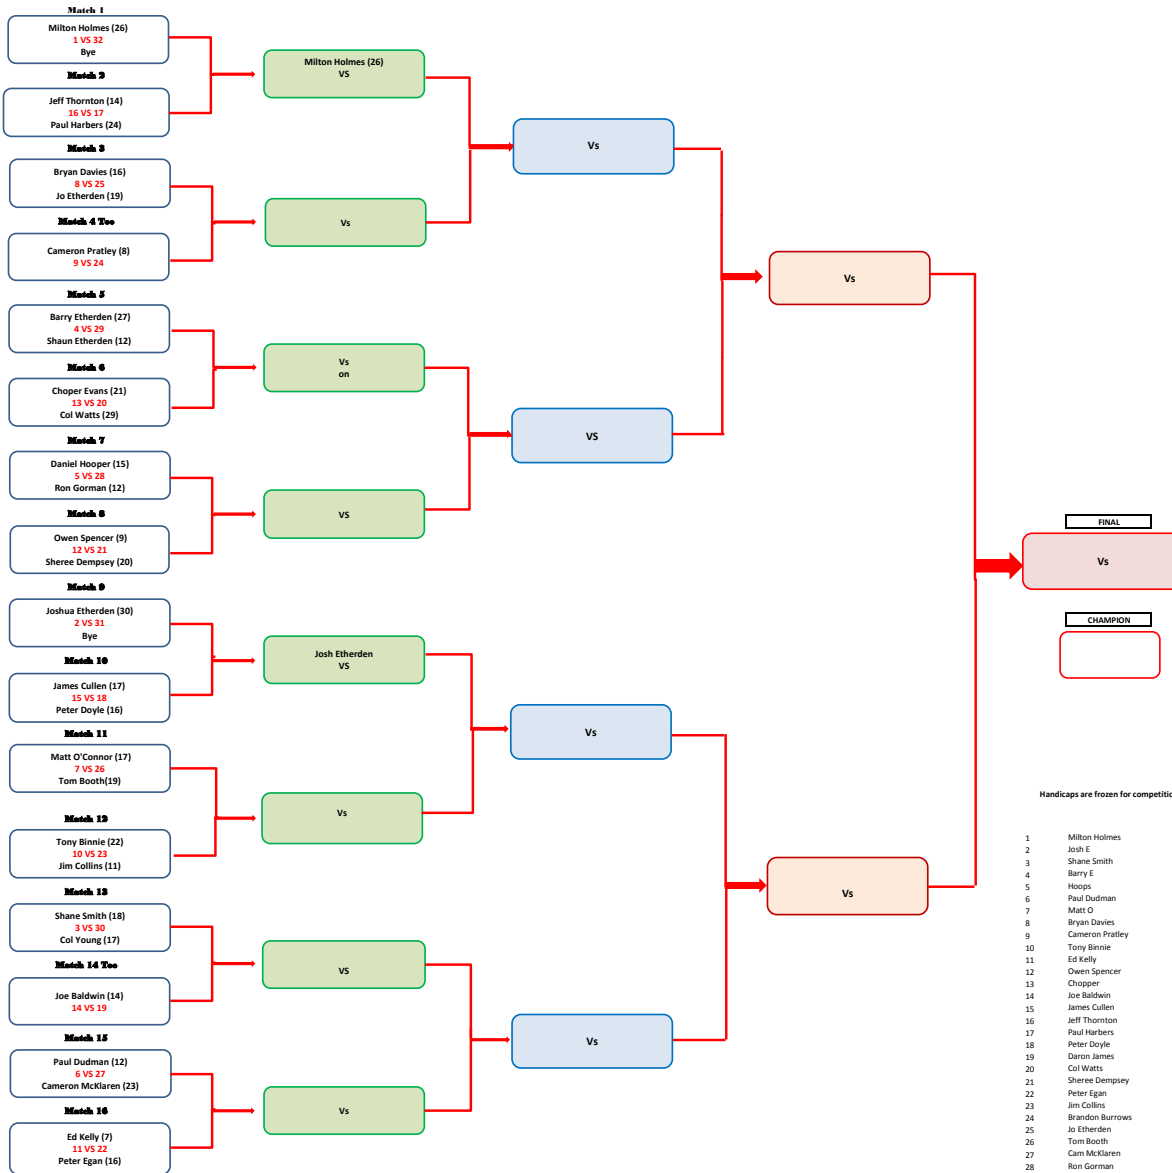 Match 1
Milton Holmes (26)
1 VS 32
Bye
Match 2
Jeff Thornton (14)
16 VS 17
Paul Harbers (24)
Match 3
Bryan Davies (16)
8 VS 25
Jo Etherden (19)
Match 4 Tee
Cameron Pratley (8)
9 VS 24
Match 5
Barry Etherden (27)
4 VS 29
Shaun Etherden (12)
Match 6
Choper Evans (21)
13 VS 20
Col Watts (29)
Match 7
Daniel Hooper (15)
5 VS 28
Ron Gorman (12)
Match 8
Owen Spencer (9)
12 VS 21
Sheree Dempsey (20)
Match 9
Joshua Etherden (30)
2 VS 31
Bye
Match 10
James Cullen (17)
15 VS 18
Peter Doyle (16)
Match 11
Matt O'Connor (17)
7 VS 26
Tom Booth(19)
Match 12
Tony Binnie (22)
10 VS 23
Jim Collins (11)
Match 13
Shane Smith (18)
3 VS 30
Col Young (17)
Match 14 Tee
Joe Baldwin (14)
14 VS 19
Match 15
Paul Dudman (12)
6 VS 27
Cameron McKlaren (23)
Match 16
Ed Kelly (7)
11 VS 22
Peter Egan (16)
Milton Holmes (26)
VS
Vs
Vs
on
VS
Josh Etherden
VS
Vs
VS
Vs
Vs
VS
Vs
Vs
Vs
Vs
FINAL
Vs
CHAMPION
Handicaps are frozen for competitic
1 Milton Holmes
2 Josh E
3 Shane Smith
4 Barry E
5 Hoops
6 Paul Dudman
7 Matt O
8 Bryan Davies
9 Cameron Pratley
10 Tony Binnie
11 Ed Kelly
12 Owen Spencer
13 Chopper
14 Joe Baldwin
15 James Cullen
16 Jeff Thornton
17 Paul Harbers
18 Peter Doyle
19 Daron James
20 Col Watts
21 Sheree Dempsey
22 Peter Egan
23 Jim Collins
24 Brandon Burrows
25 Jo Etherden
26 Tom Booth
27 Cam McKlaren
28 Ron Gorman